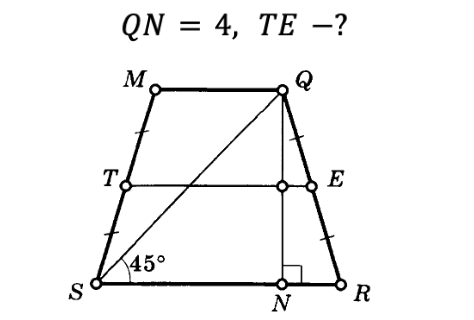 QN = 4, TE –?
M Q
T E
45°
S N R